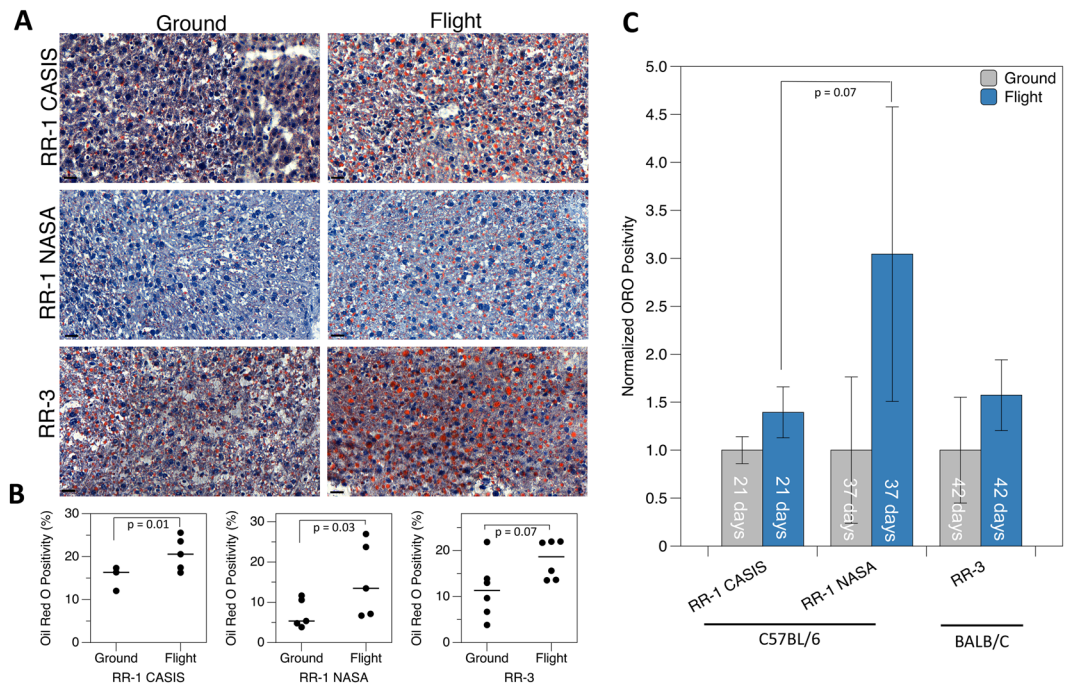 A
Ground
Flight
RR-1 CASIS
RR-1 NASA
RR-3
B
Oil Red O Positivity (%)
30
20
10
0
p = 0.01
Ground
Flight
RR-1 CASIS
Oil Red O Positivity (%)
30
25
20
15
10
5
0
p = 0.03
Ground
Flight
RR-1 NASA
Oil Red O Positivity (%)
20
10
0
p = 0.07
Ground
Flight
RR-3
C
Normalized ORO Positivity
5.0
4.5
4.0
3.5
3.0
2.5
2.0
1.5
1.0
0.5
0
Ground
Flight
p = 0.07
21 days
21 days
37 days
37 days
42 days
42 days
RR-1 CASIS
RR-1 NASA
RR-3
C57BL/6
BALB/C